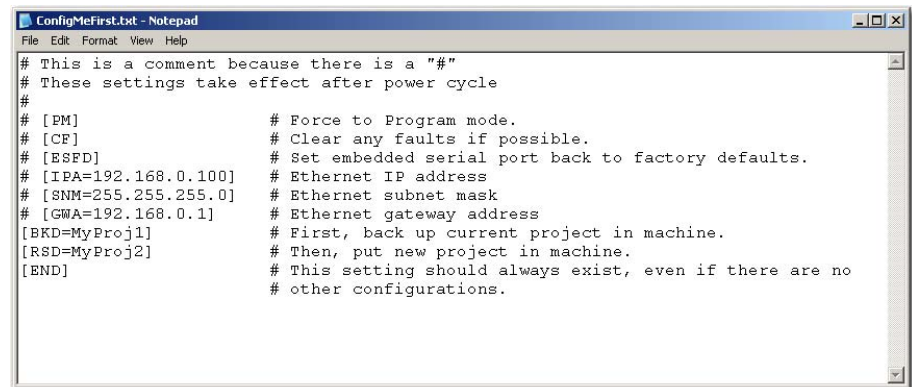 ConfigMeFirst.txt - Notepad
File Edit Format View Help
# This is a comment because there is a "#"
# These settings take effect after power cycle
#
# [PM] # Force to Program mode.
# [CF] # Clear any faults if possible.
# [ESFD] # Set embedded serial port back to factory defaults.
# [IPA=192.168.0.100] # Ethernet IP address
# [SNM=255.255.255.0] # Ethernet subnet mask
# [GWA=192.168.0.1] # Ethernet gateway address
[BKD=MyProj1] # First, back up current project in machine.
[RSD=MyProj2] # Then, put new project in machine.
[END] # This setting should always exist, even if there are no
# other configurations.